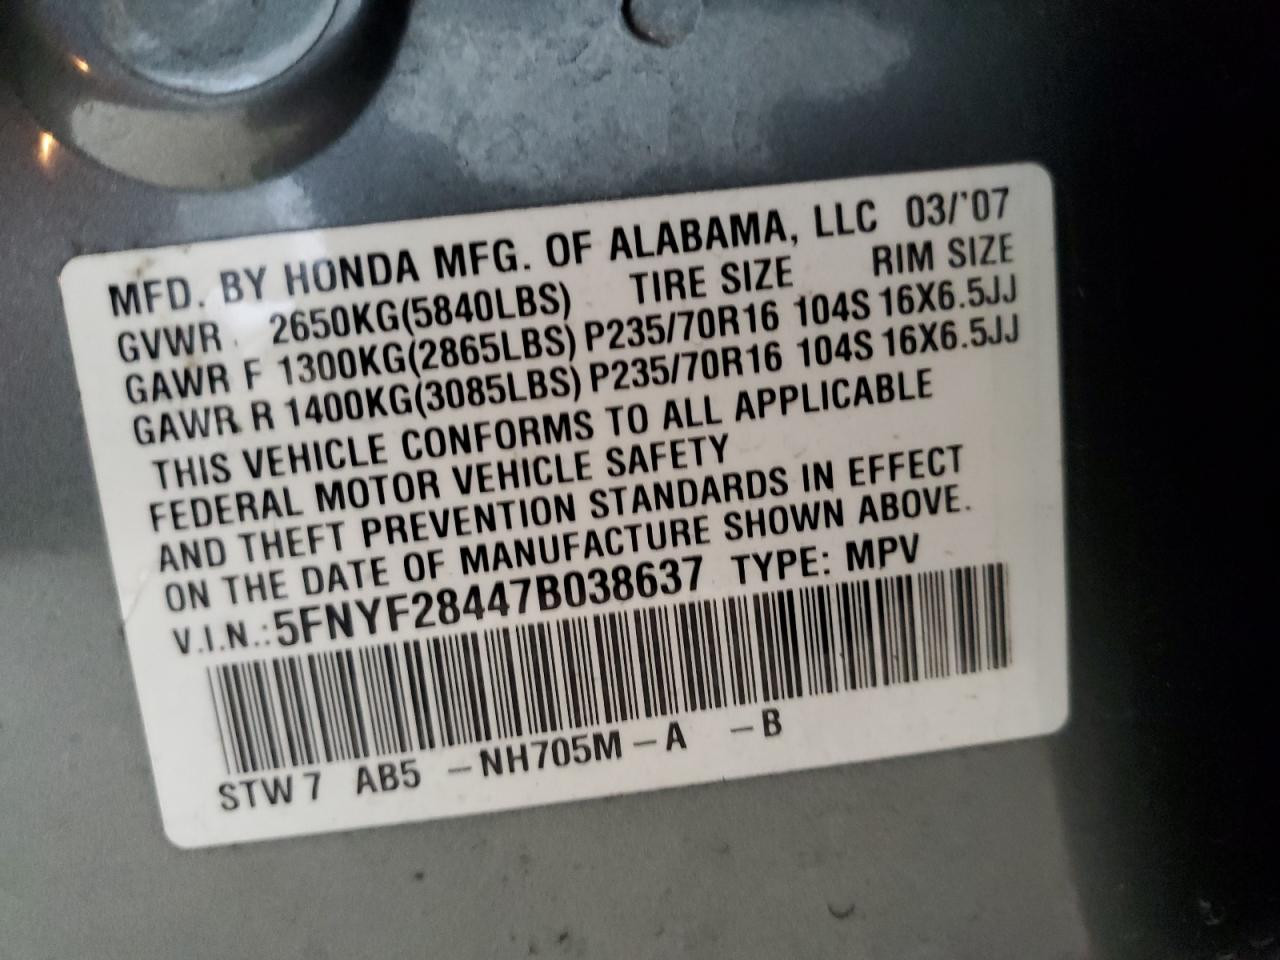 MFD. BY HONDA MFG. OF ALABAMA, LLC 03/'07
GVWR 2650KG(5840LBS) TIRE SIZE RIM SIZE
GAWR F 1300KG(2865LBS) P235/70R16 104S 16X6.5JJ
GAWR R 1400KG(3085LBS) P235/70R16 104S 16X6.5JJ
THIS VEHICLE CONFORMS TO ALL APPLICABLE
FEDERAL MOTOR VEHICLE SAFETY
AND THEFT PREVENTION STANDARDS IN EFFECT
ON THE DATE OF MANUFACTURE SHOWN ABOVE.
V.I.N.: 5FNYF28447B038637 TYPE: MPV
STW7 AB5 –NH705M–A –B